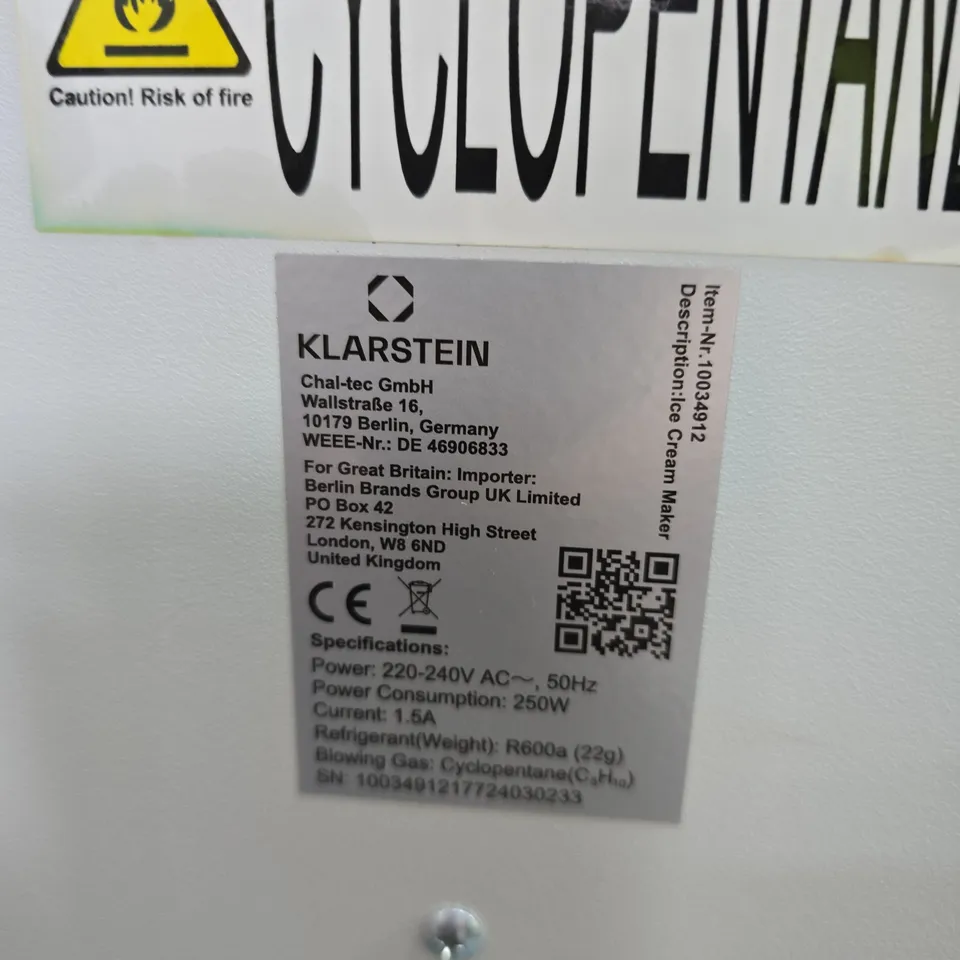 Caution! Risk of fire
CYCLOPENTAN
KLARSTEIN
Chal-tec GmbH
Wallstraße 16,
10179 Berlin, Germany
WEEE-Nr.: DE 46906833
For Great Britain: Importer:
Berlin Brands Group UK Limited
PO Box 42
272 Kensington High Street
London, W8 6ND
United Kingdom
CE
Specifications:
Power: 220-240V AC～, 50Hz
Power Consumption: 250W
Current: 1.5A
Refrigerant(Weight): R600a (22g)
Blowing Gas: Cyclopentane(C₅H₁₀)
SN: 1003491217724030233
Item-Nr.10034912
Description:Ice Cream Maker